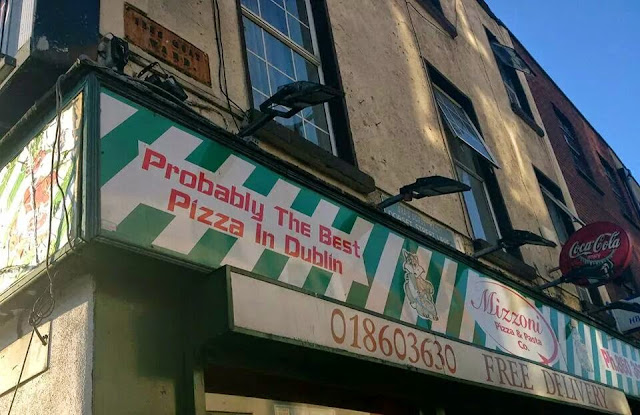 Probably The Best
Pizza In Dublin
Mizzoni
Pizza & Pasta
Co.
018603630 FREE DELIVERY
Coca-Cola